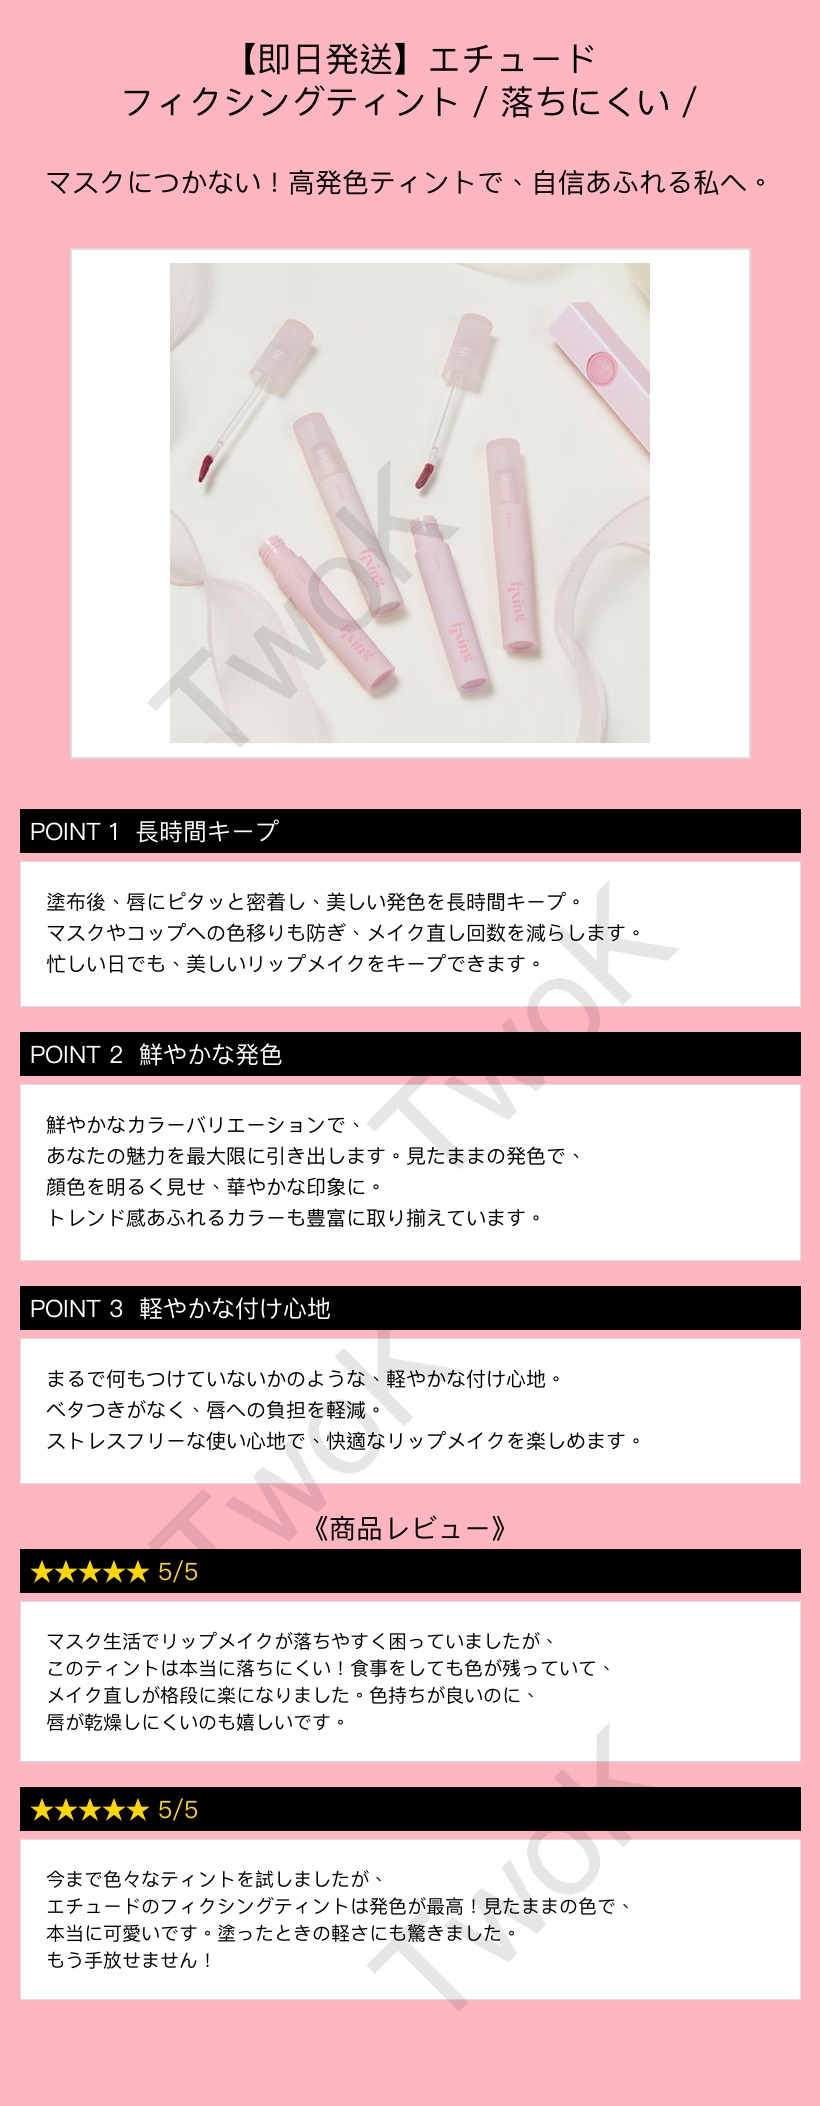 【即日発送】エチュード
フィクシングティント / 落ちにくい /
マスクにつかない！高発色ティントで、自信あふれる私へ。
fixing
fixing
fixing
fixing
TwoK
POINT 1 長時間キープ
塗布後、唇にピタッと密着し、美しい発色を長時間キープ。
マスクやコップへの色移りも防ぎ、メイク直し回数を減らします。
忙しい日でも、美しいリップメイクをキープできます。
TwoK
POINT 2 鮮やかな発色
鮮やかなカラーバリエーションで、
あなたの魅力を最大限に引き出します。見たままの発色で、
顔色を明るく見せ、華やかな印象に。
トレンド感あふれるカラーも豊富に取り揃えています。
POINT 3 軽やかな付け心地
まるで何もつけていないかのような、軽やかな付け心地。
ベタつきがなく、唇への負担を軽減。
ストレスフリーな使い心地で、快適なリップメイクを楽しめます。
TwoK
《商品レビュー》
★★★★★ 5/5
マスク生活でリップメイクが落ちやすく困っていましたが、
このティントは本当に落ちにくい！食事をしても色が残っていて、
メイク直しが格段に楽になりました。色持ちが良いのに、
唇が乾燥しにくいのも嬉しいです。
★★★★★ 5/5
今まで色々なティントを試しましたが、
エチュードのフィクシングティントは発色が最高！見たままの色で、
本当に可愛いです。塗ったときの軽さにも驚きました。
もう手放せません！
TwoK